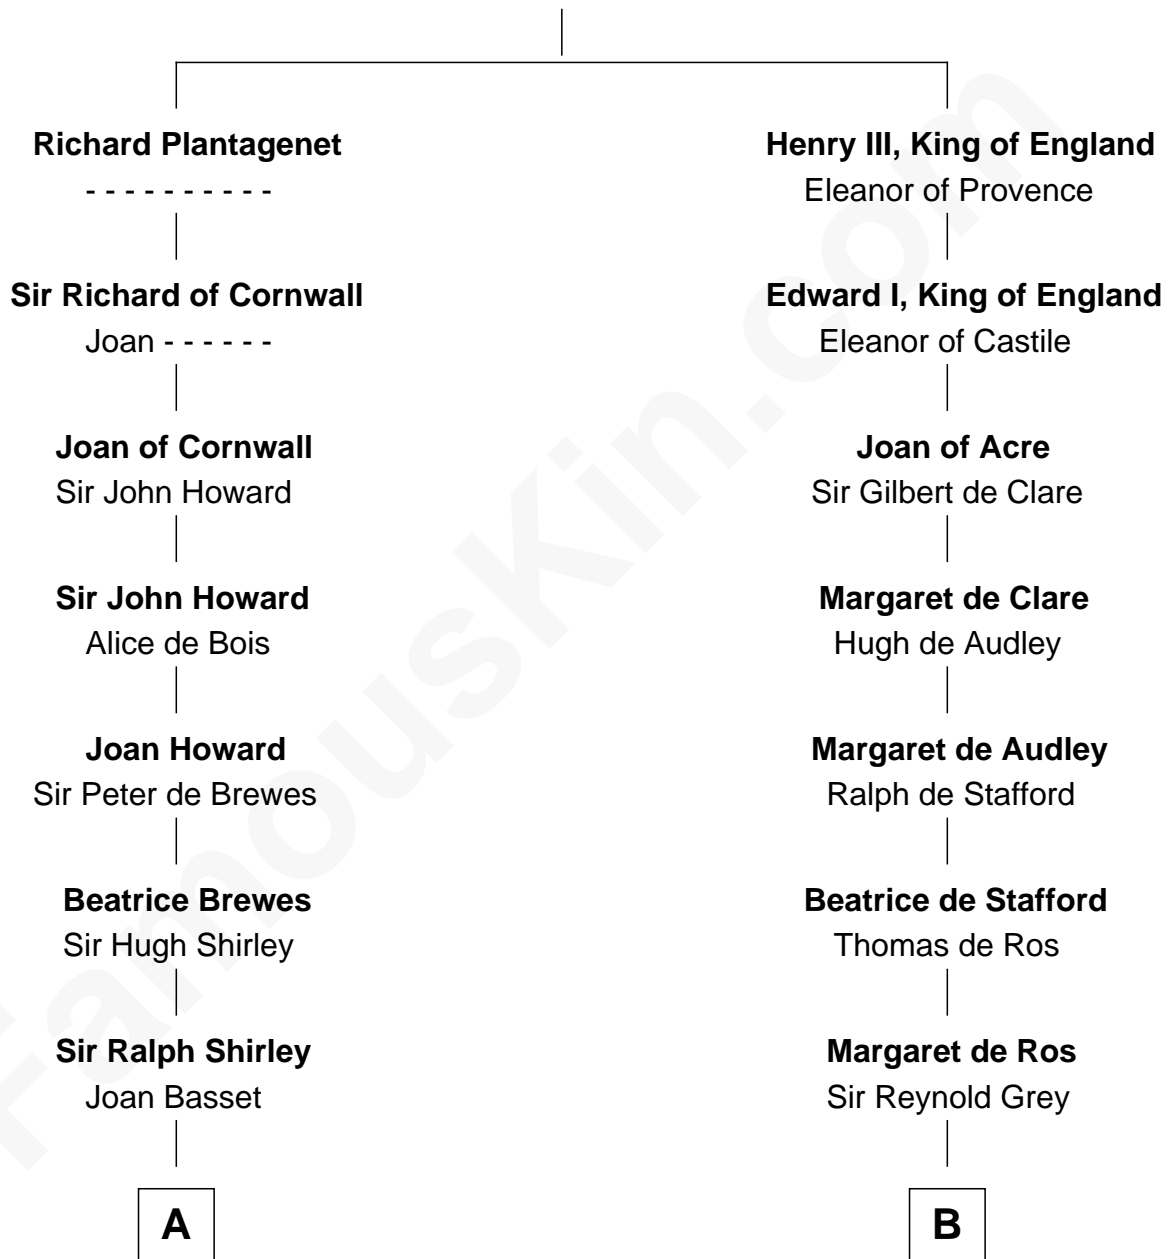 Richard Plantagenet
- - - - - - - - - -
Sir Richard of Cornwall
Joan - - - - - -
Joan of Cornwall
Sir John Howard
Sir John Howard
Alice de Bois
Joan Howard
Sir Peter de Brewes
Beatrice Brewes
Sir Hugh Shirley
Sir Ralph Shirley
Joan Basset
A
Henry III, King of England
Eleanor of Provence
Edward I, King of England
Eleanor of Castile
Joan of Acre
Sir Gilbert de Clare
Margaret de Clare
Hugh de Audley
Margaret de Audley
Ralph de Stafford
Beatrice de Stafford
Thomas de Ros
Margaret de Ros
Sir Reynold Grey
B
FamousKin.com